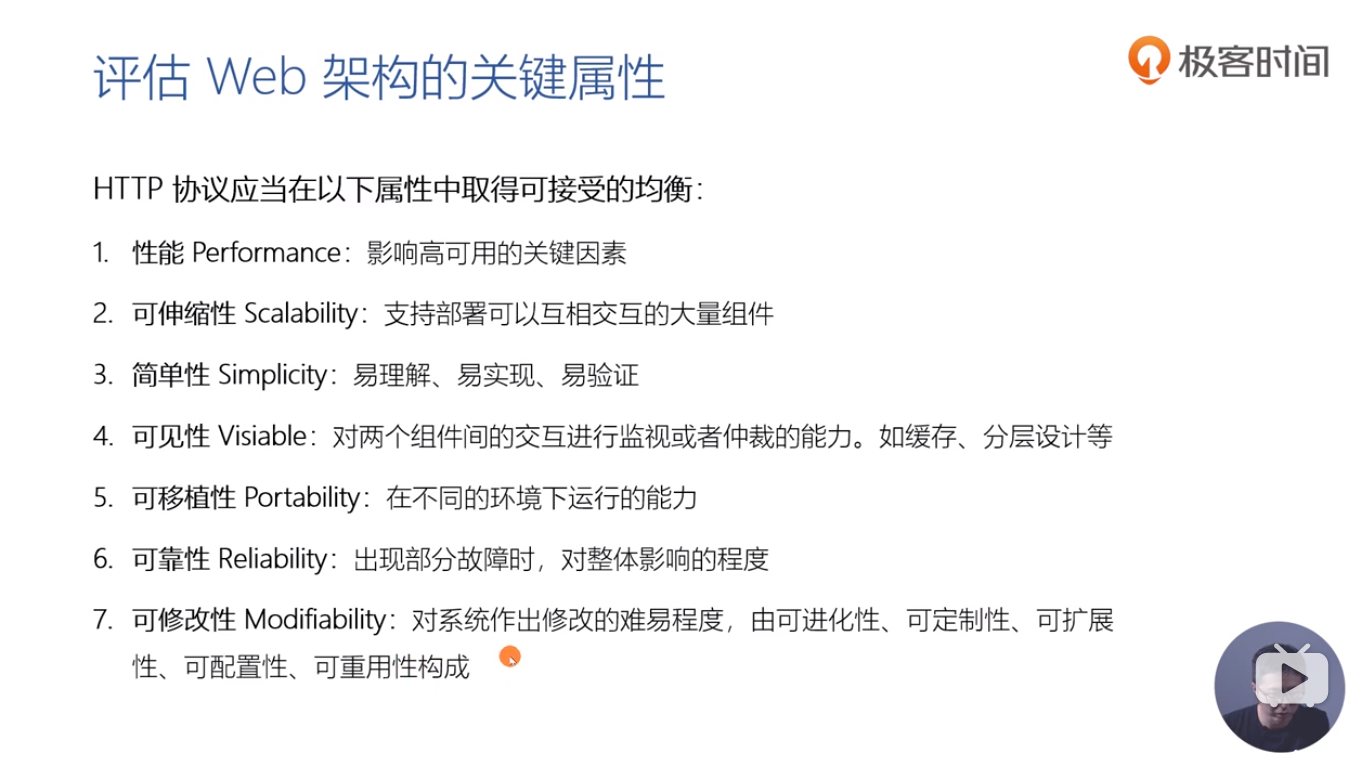 评估 Web 架构的关键属性
极客时间
HTTP 协议应当在以下属性中取得可接受的均衡：
1. 性能 Performance：影响高可用的关键因素
2. 可伸缩性 Scalability：支持部署可以互相交互的大量组件
3. 简单性 Simplicity：易理解、易实现、易验证
4. 可见性 Visiable：对两个组件间的交互进行监视或者仲裁的能力。如缓存、分层设计等
5. 可移植性 Portability：在不同的环境下运行的能力
6. 可靠性 Reliability：出现部分故障时，对整体影响的程度
7. 可修改性 Modifiability：对系统作出修改的难易程度，由可进化性、可定制性、可扩展
性、可配置性、可重用性构成